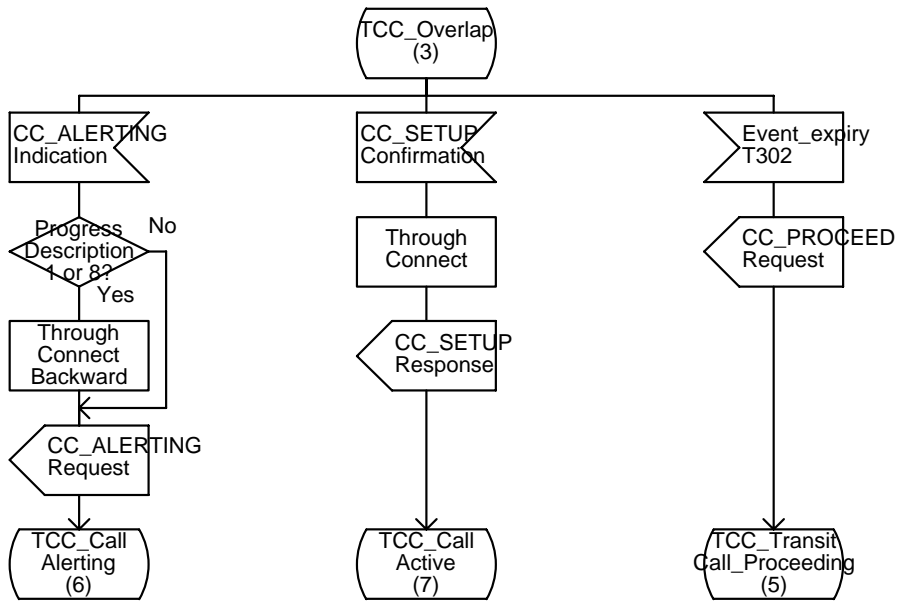 TCC_Overlap
(3)
CC_ALERTING
Indication
CC_SETUP
Confirmation
Event_expiry
T302
Progress
Description
1 or 8?
No
Yes
Through
Connect
CC_PROCEED
Request
Through
Connect
Backward
CC_SETUP
Response
CC_ALERTING
Request
TCC_Call
Alerting
(6)
TCC_Call
Active
(7)
TCC_Transit
Call_Proceeding
(5)